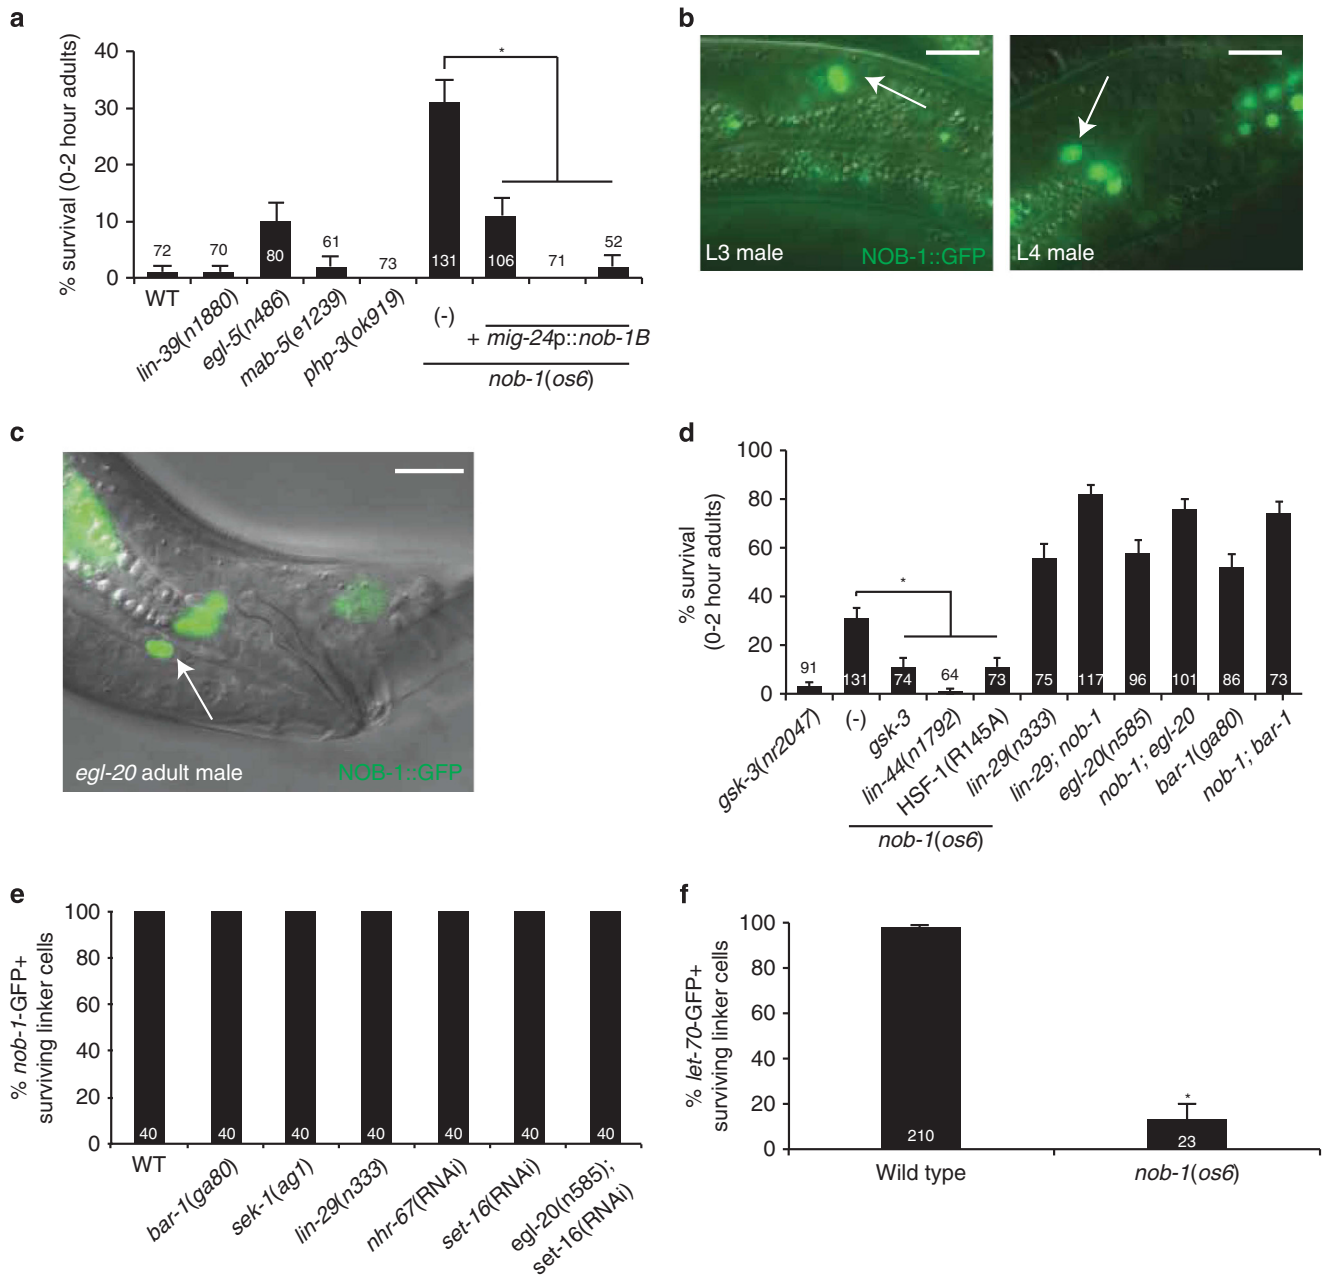 a
% survival (0-2 hour adults)
40
30
20
10
0
72
70
80
61
73
131
106
71
52
*
WT
lin-39(n1880)
egl-5(n486)
mab-5(e1239)
php-3(ok919)
(-)
+ mig-24p::nob-1B
nob-1(os6)
b
L3 male
NOB-1::GFP
L4 male
c
egl-20 adult male
NOB-1::GFP
d
% survival
(0-2 hour adults)
100
80
60
40
20
0
91
131
74
64
73
75
117
96
101
86
73
*
gsk-3(nr2047)
(-)
gsk-3
lin-44(n1792)
HSF-1(R145A)
lin-29(n333)
lin-29; nob-1
egl-20(n585)
nob-1; egl-20
bar-1(ga80)
nob-1; bar-1
nob-1(os6)
e
% nob-1-GFP+
surviving linker cells
100
80
60
40
20
0
40
40
40
40
40
40
40
WT
bar-1(ga80)
sek-1(ag1)
lin-29(n333)
nhr-67(RNAi)
set-16(RNAi)
egl-20(n585);
set-16(RNAi)
f
% let-70-GFP+
surviving linker cells
100
80
60
40
20
0
210
*
23
Wild type
nob-1(os6)